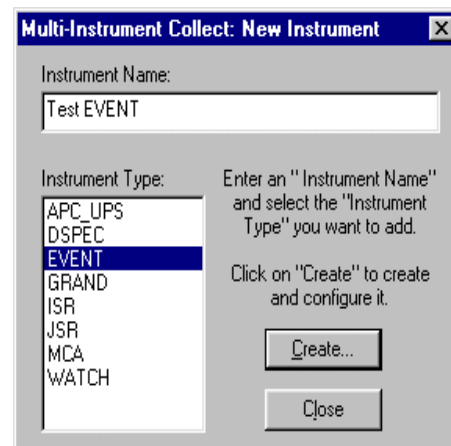 Multi-Instrument Collect: New Instrument
Instrument Name:
Test EVENT
Instrument Type:
APC_UPS
DSPEC
EVENT
GRAND
ISR
JSR
MCA
WATCH
Enter an " Instrument Name"
and select the "Instrument
Type" you want to add.
Click on "Create" to create
and configure it.
Create...
Close